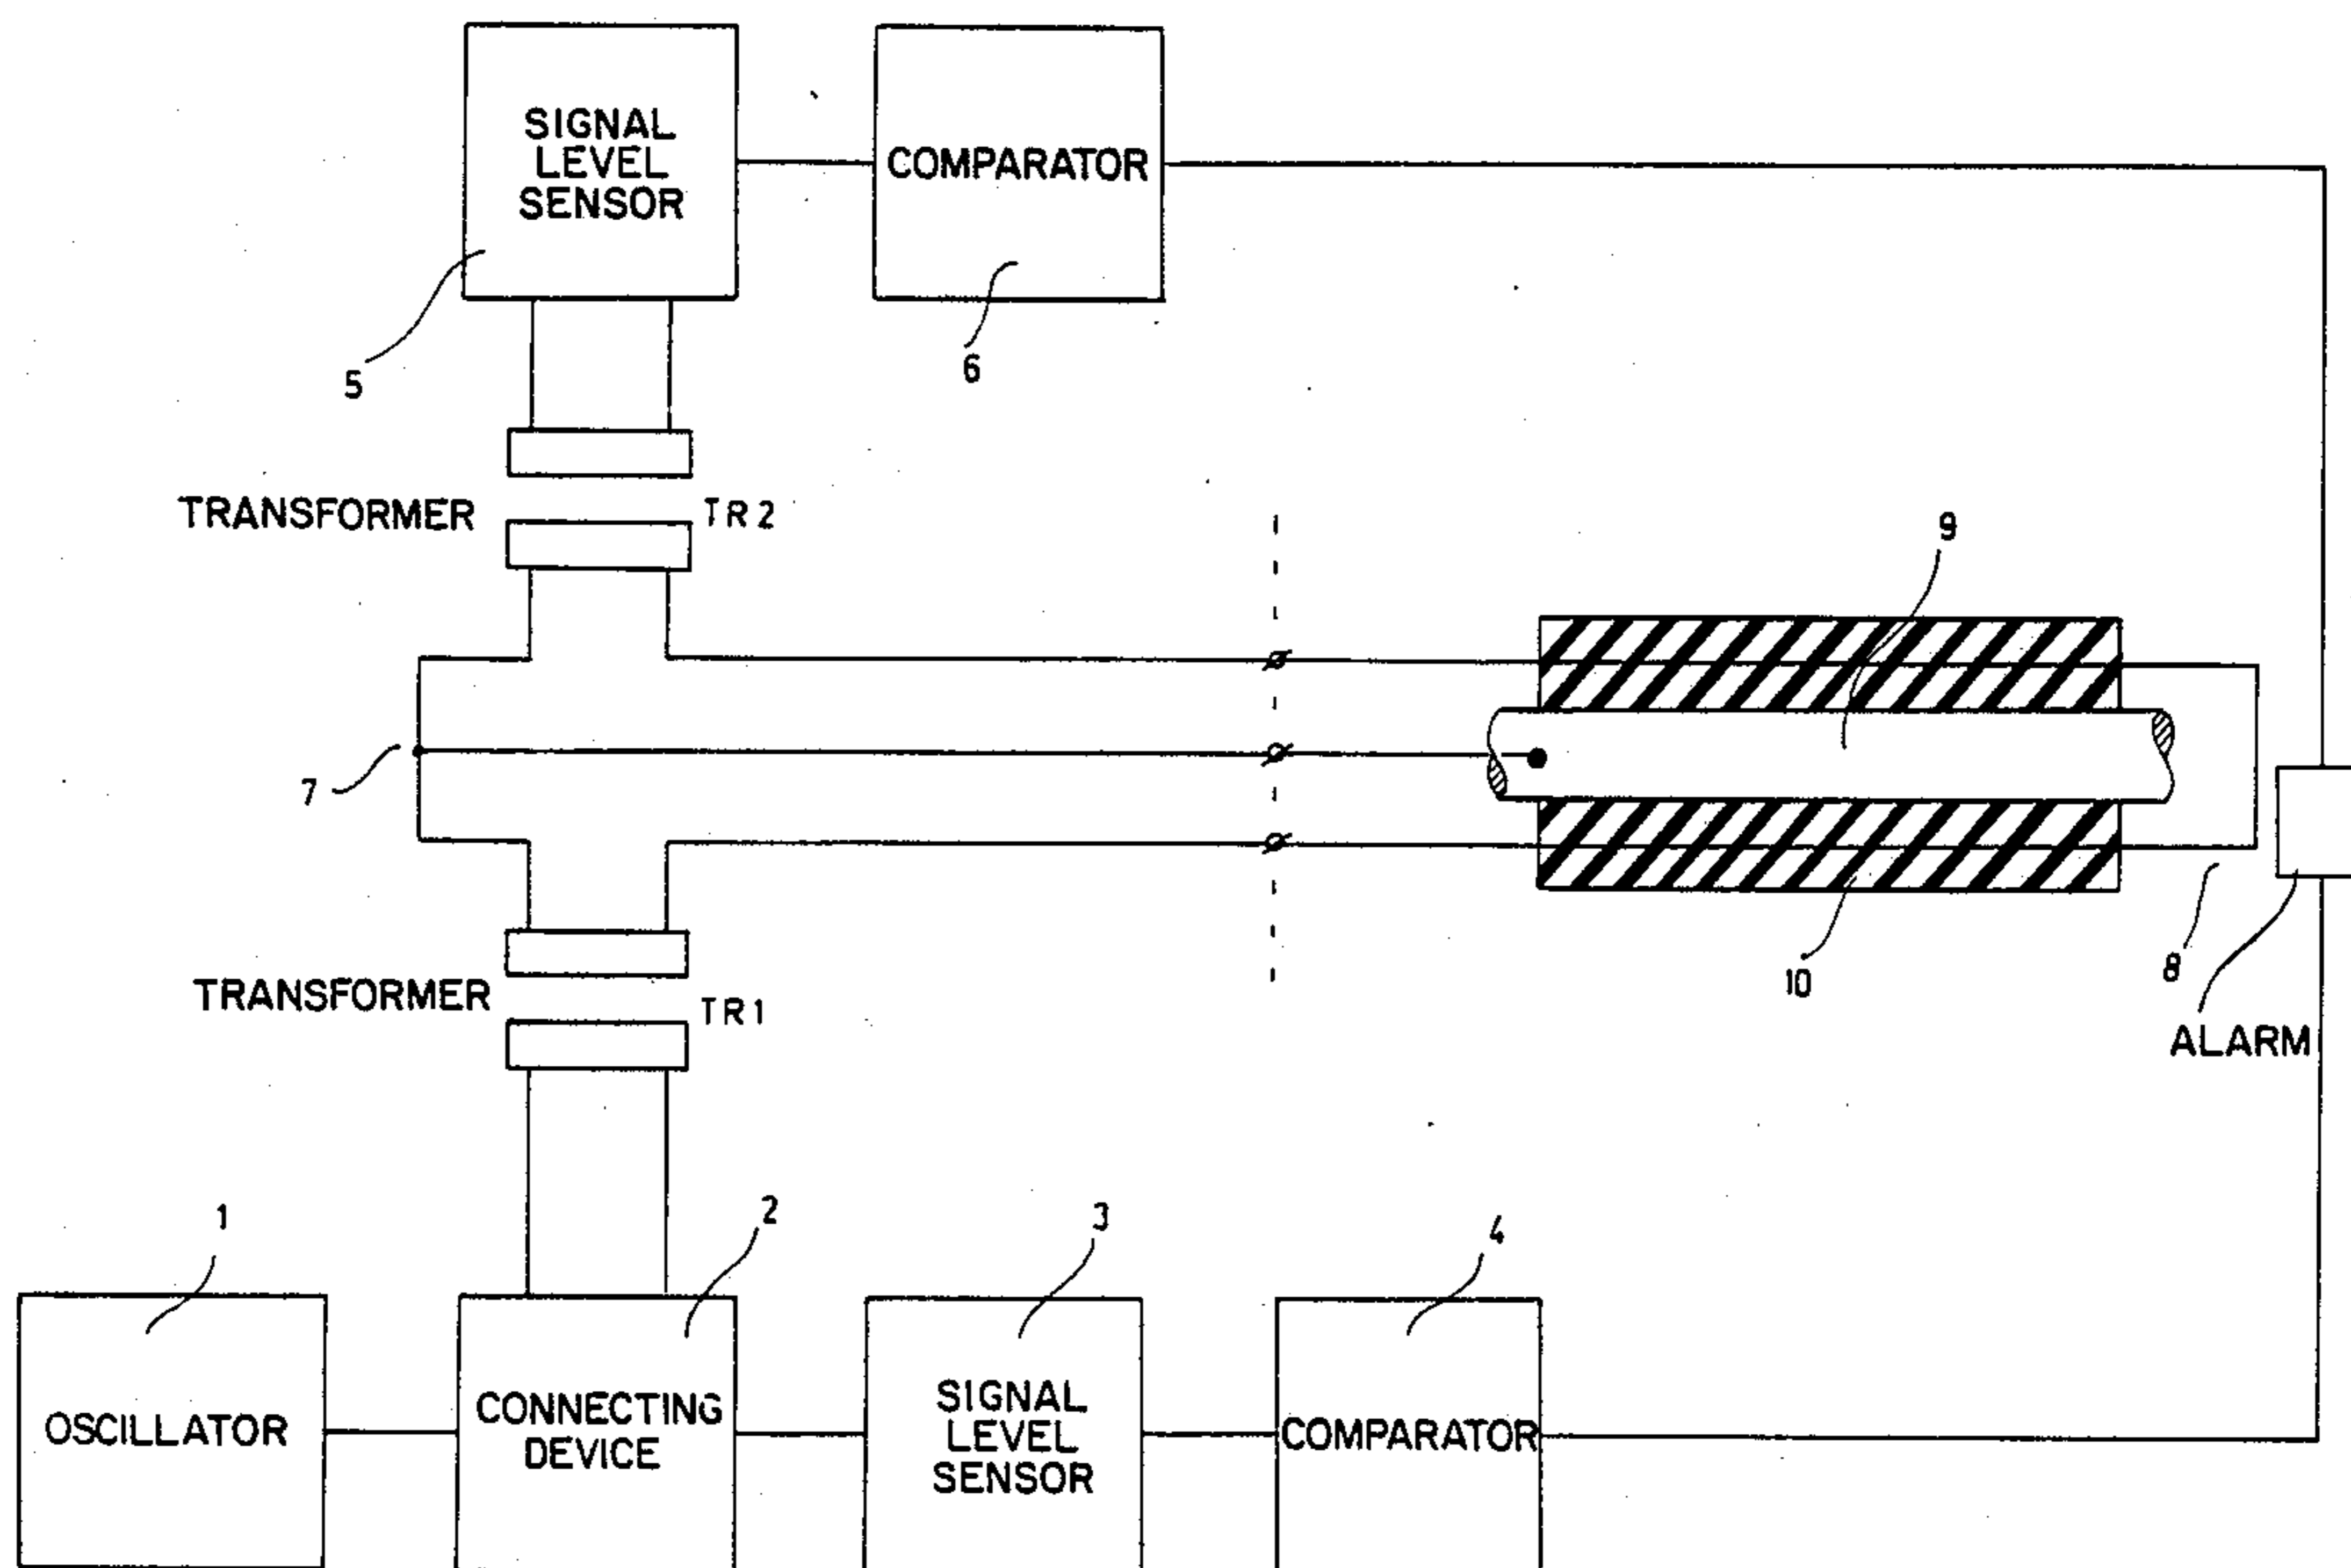 SIGNAL
LEVEL
SENSOR
COMPARATOR
5
6
TRANSFORMER
TR2
9
7
TRANSFORMER
TR1
10
8
ALARM
1
2
3
4
OSCILLATOR
CONNECTING
DEVICE
SIGNAL
LEVEL
SENSOR
COMPARATOR